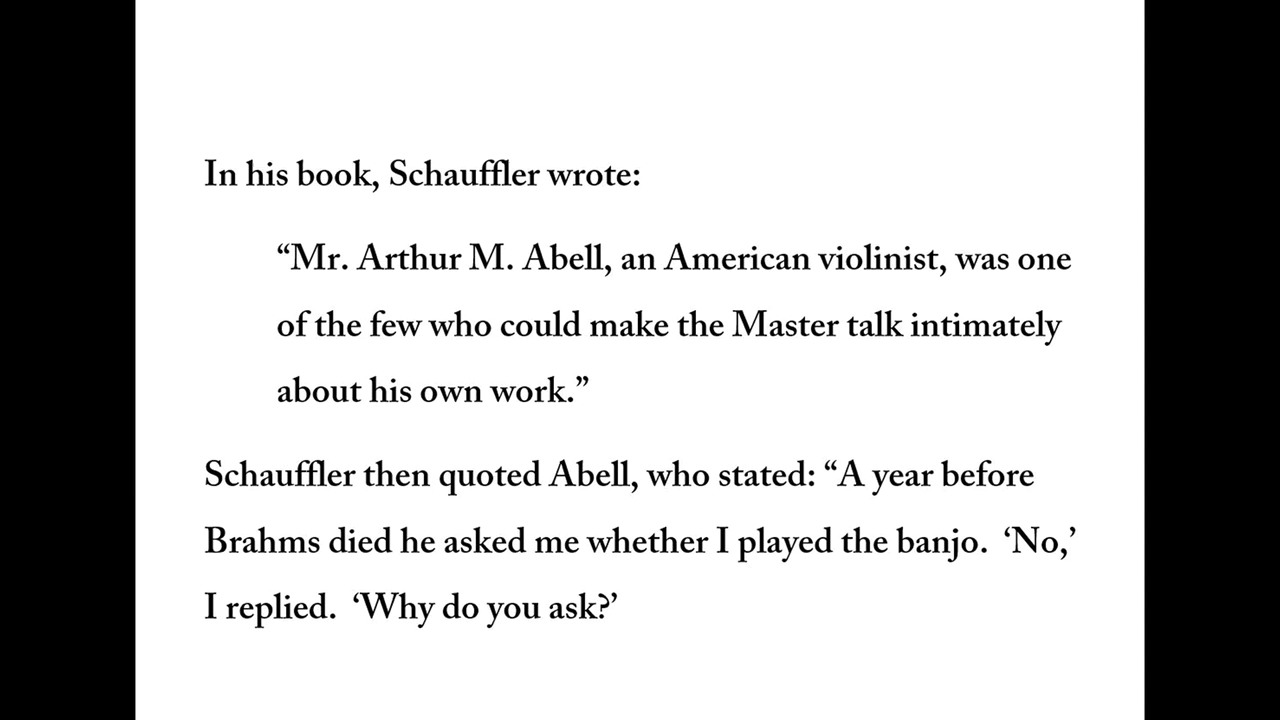 In his book, Schauffler wrote:
“Mr. Arthur M. Abell, an American violinist, was one
of the few who could make the Master talk intimately
about his own work.”
Schauffler then quoted Abell, who stated: “A year before
Brahms died he asked me whether I played the banjo.  ‘No,’
I replied.  ‘Why do you ask?’